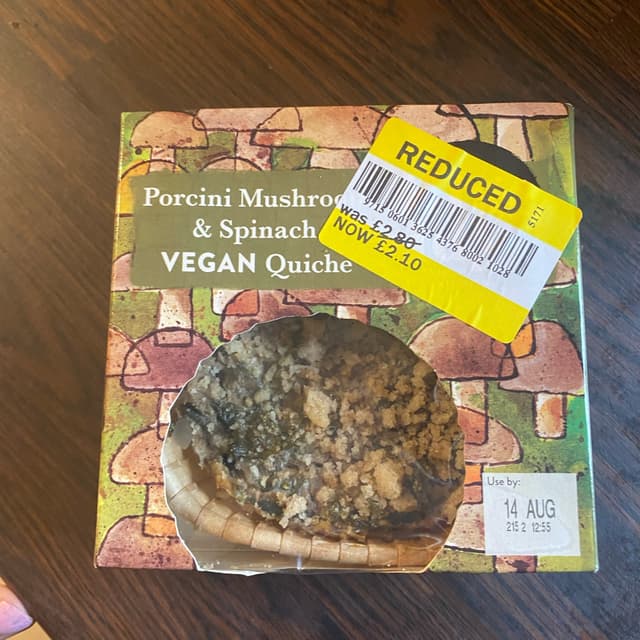 Porcini Mushroo
& Spinach
VEGAN Quiche
REDUCED
S171
was £2.80
NOW £2.10
Use by:
14 AUG
215 2 12:55